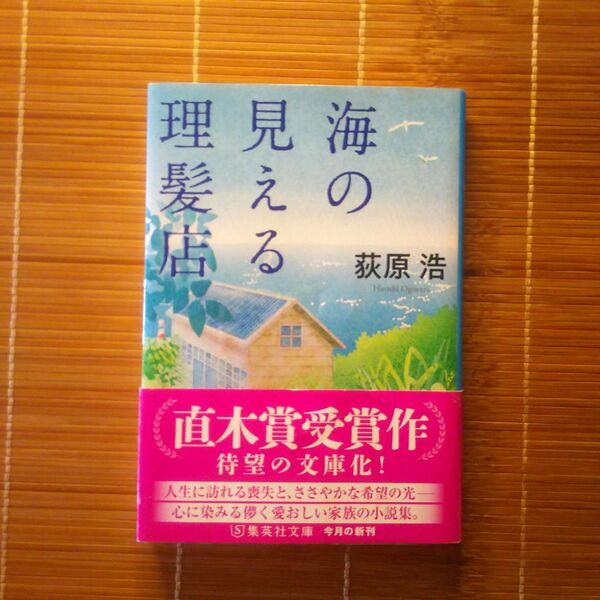 海の
見える
理髪店
荻原 浩
Hiroshi Ogiwara
直木賞受賞作
待望の文庫化!
人生に訪れる喪失と、ささやかな希望の光──
心に染みる儚く愛おしい家族の小説集。
S 集英社文庫 今月の新刊